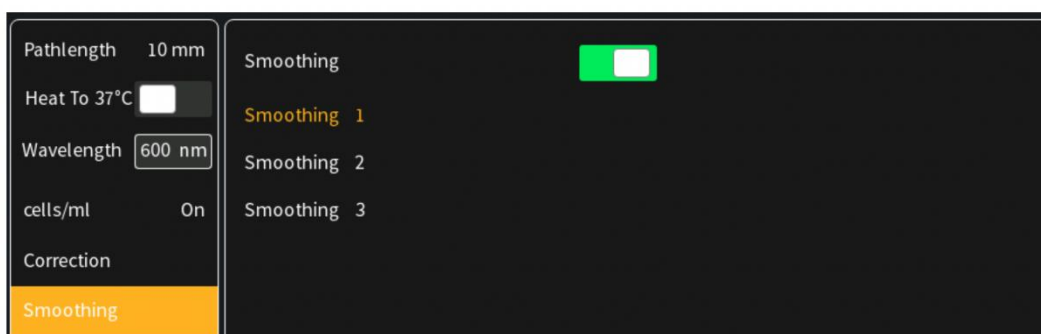 Pathlength 10 mm
Heat To 37°C
Wavelength 600 nm
cells/ml On
Correction
Smoothing
Smoothing
Smoothing 1
Smoothing 2
Smoothing 3